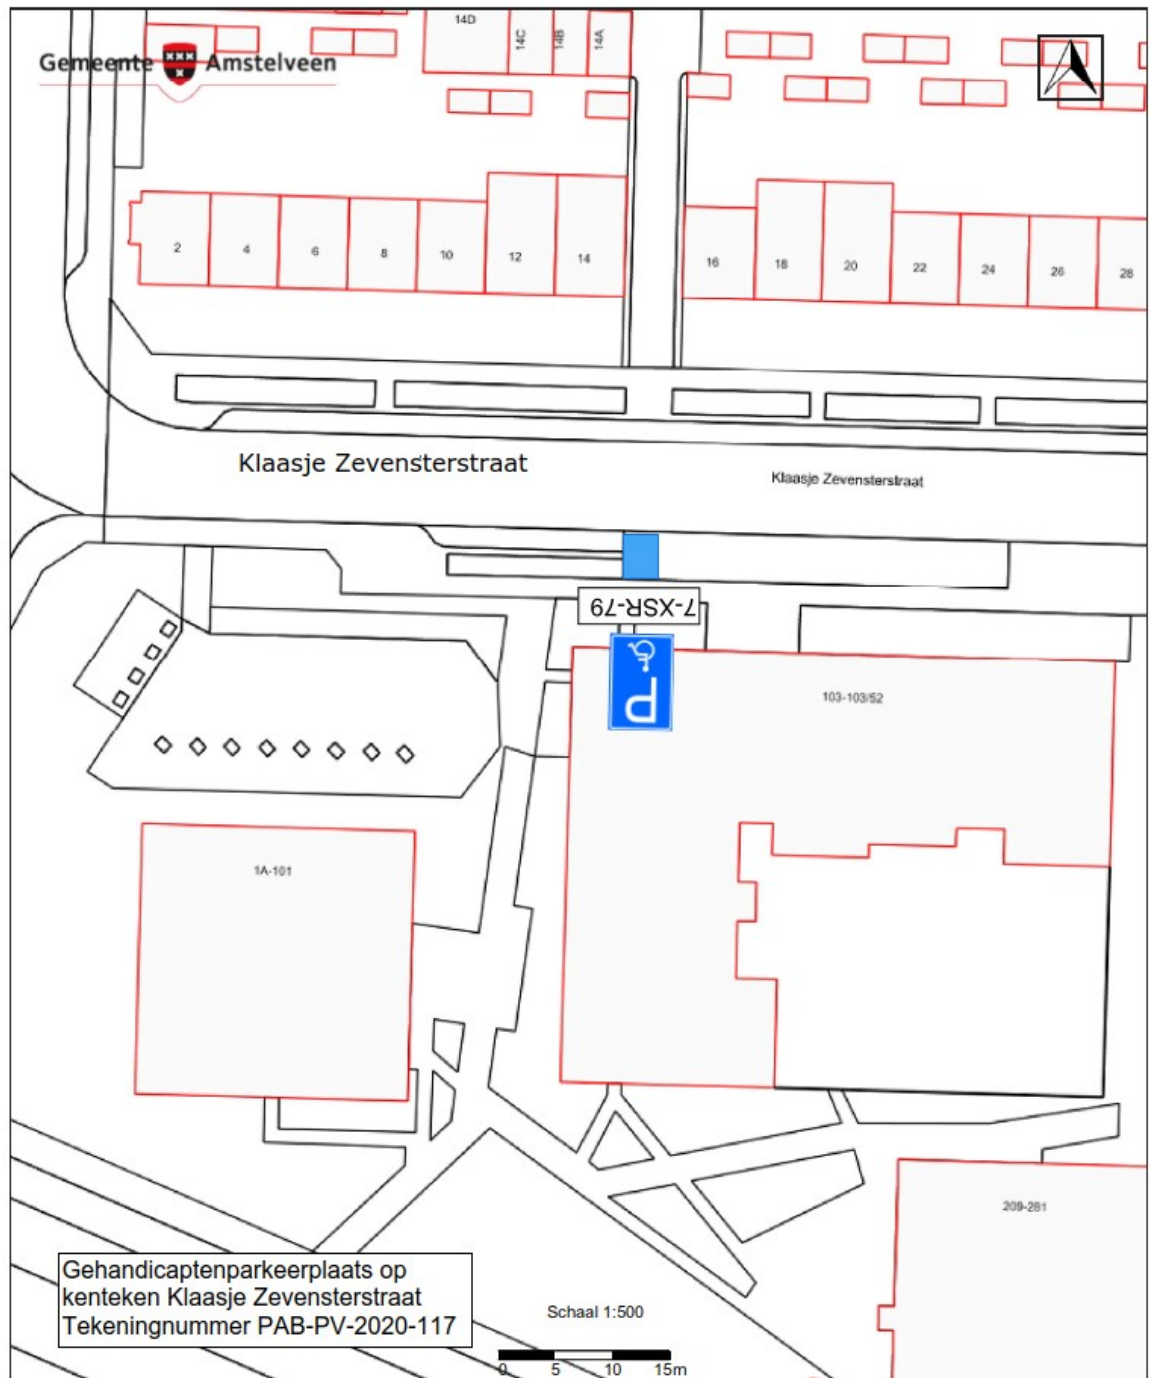 14D
14C
14B
14A
Gemeente Amstelveen
2
4
6
8
10
12
14
16
18
20
22
24
26
28
Klaasje Zevensterstraat
Klaasje Zevensterstraat
7-XSR-79
P
103-103/52
1A-101
209-281
Gehandicaptenparkeerplaats op
kenteken Klaasje Zevensterstraat
Tekeningnummer PAB-PV-2020-117
Schaal 1:500
0 5 10 15m